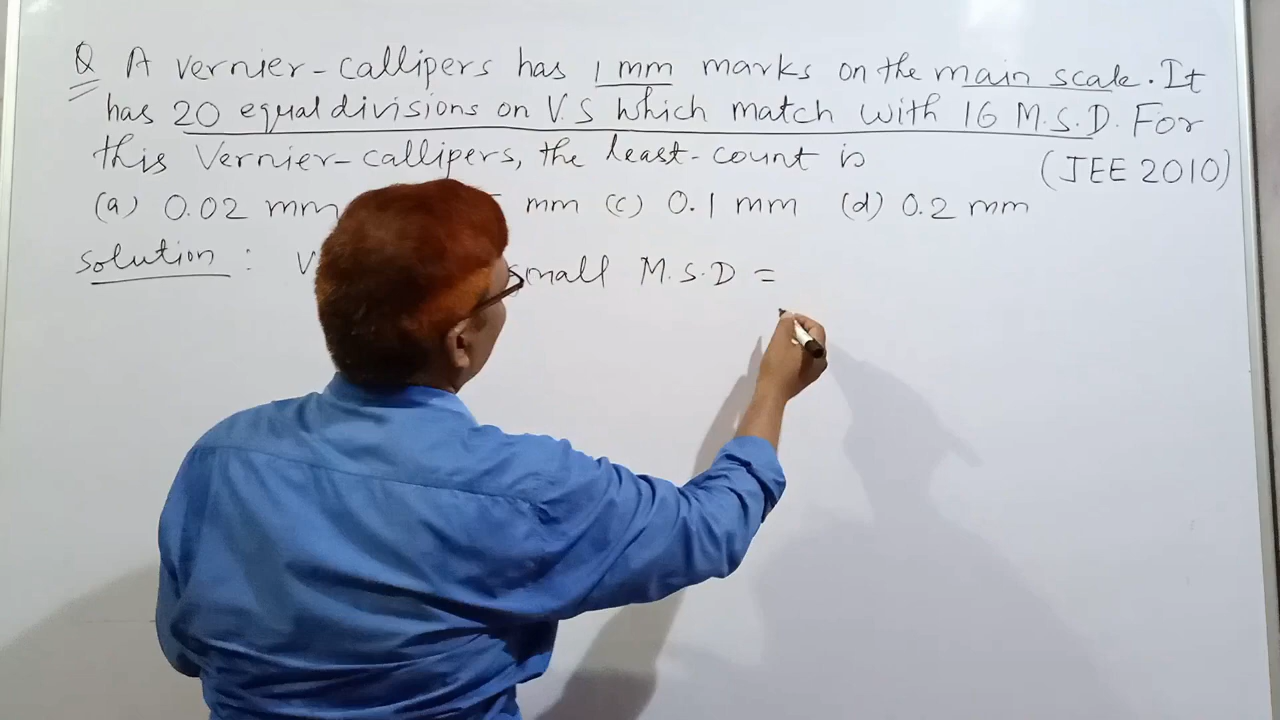 Q A vernier-callipers has 1 mm marks on the main scale. It
has 20 equal divisions on V.S which match with 16 M.S.D. For
this Vernier-callipers, the least-count is (JEE 2010)
(a) 0.02 mm mm (c) 0.1 mm (d) 0.2 mm
Solution : small M.S.D =